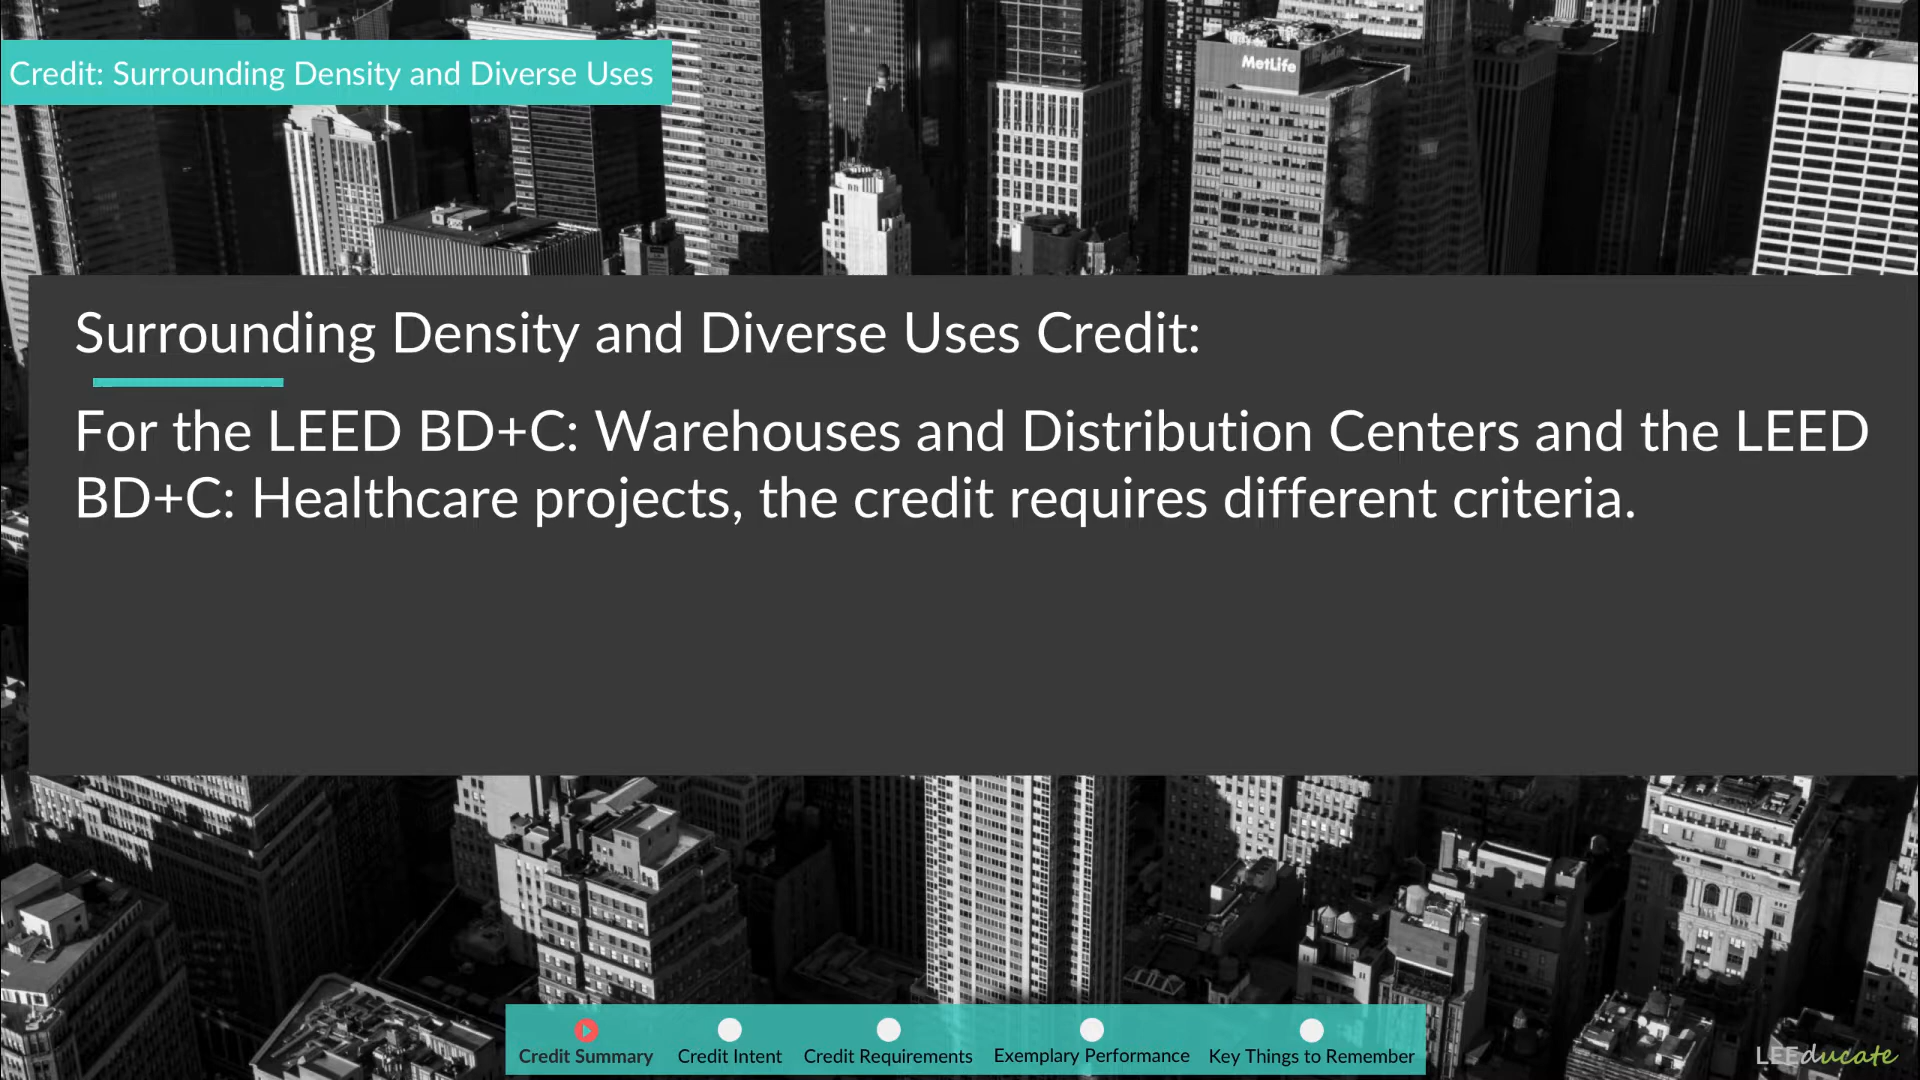 Credit: Surrounding Density and Diverse Uses
MetLife
Surrounding Density and Diverse Uses Credit:
For the LEED BD+C: Warehouses and Distribution Centers and the LEED
BD+C: Healthcare projects, the credit requires different criteria.
Credit Summary
Credit Intent
Credit Requirements
Exemplary Performance
Key Things to Remember
LEEducate